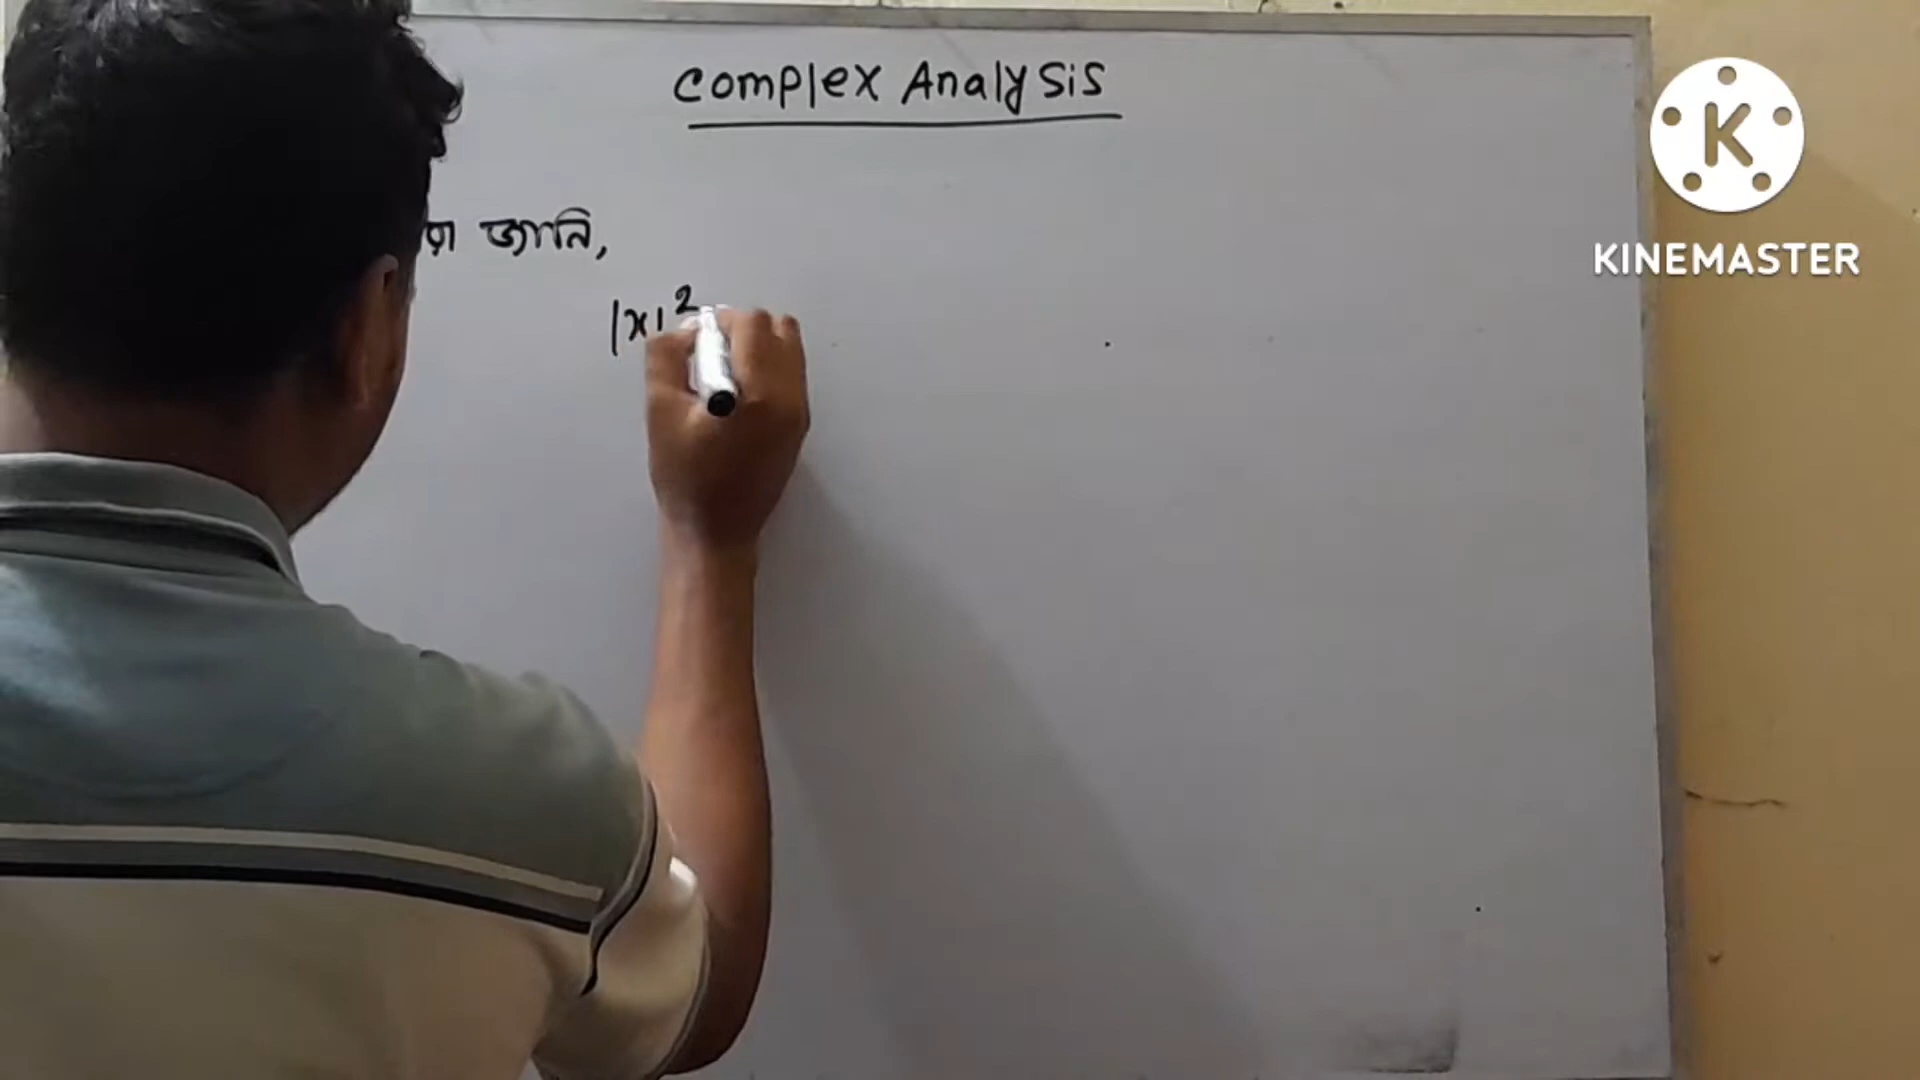 Complex Analysis
জানি,
|x|²
K
KINEMASTER